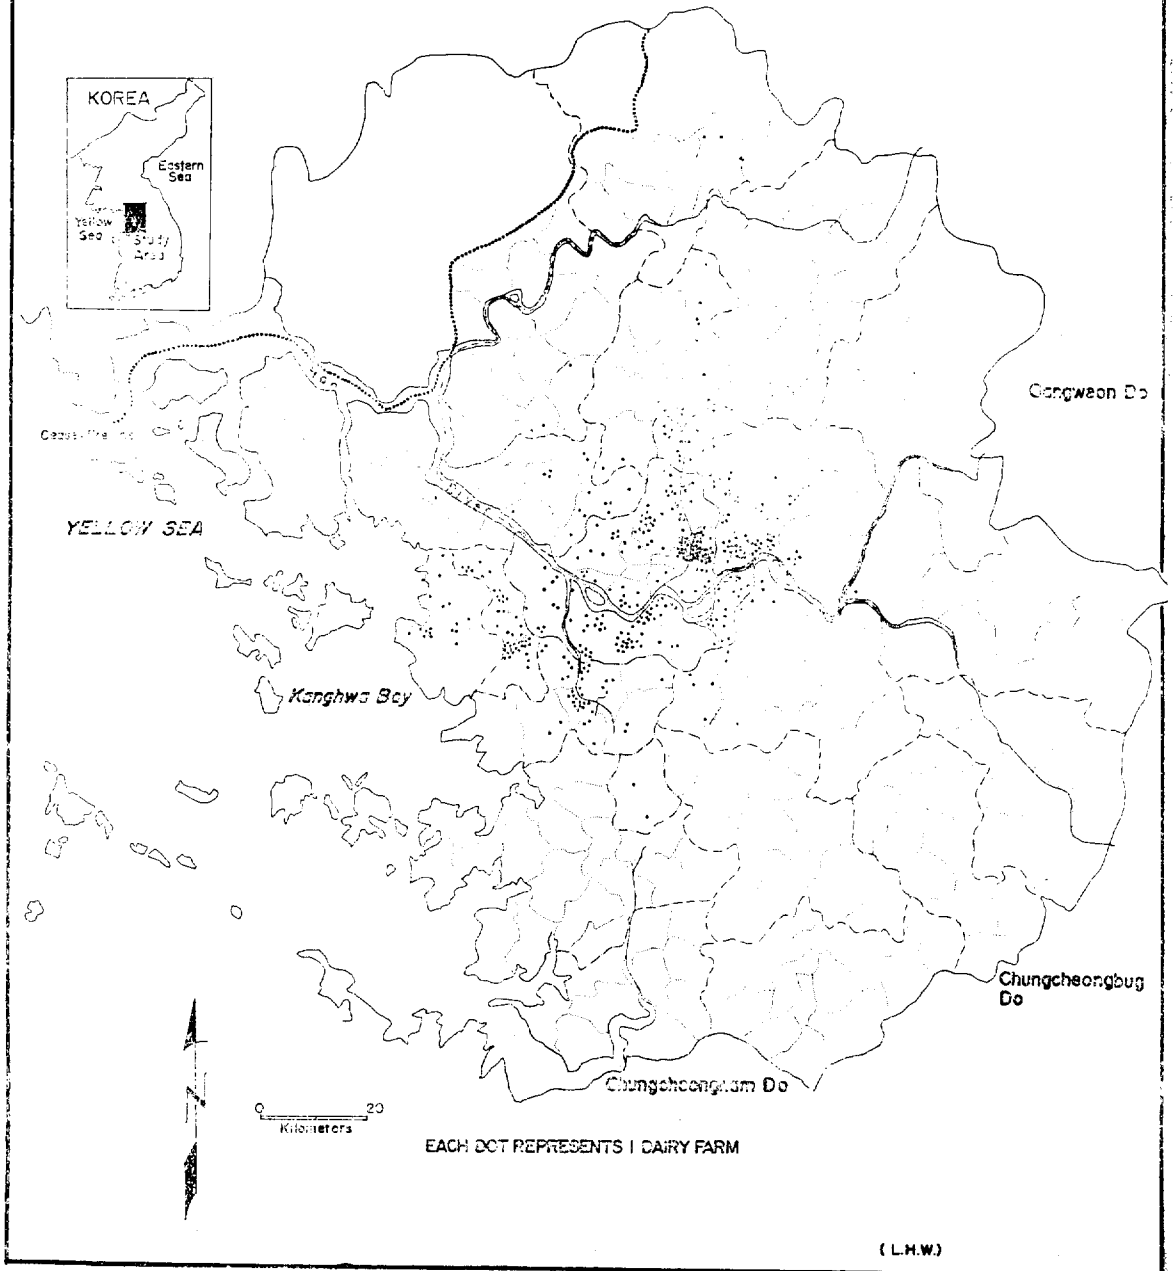 KOREA
Eastern
Sea
Yellow
Sea
Study
Area
Gangweon Do
YELLOW SEA
Kanghwa Bay
Chungcheongbug
Do
Do
0 20
Kilometers
N
EACH DOT REPRESENTS 1 DAIRY FARM
(L.H.W.)